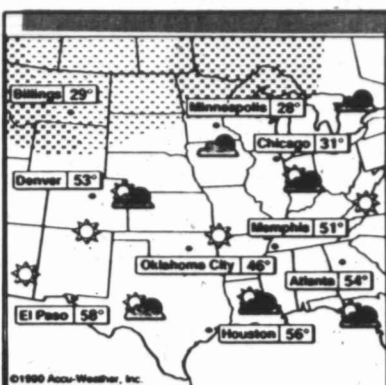 Billings 29°
Minneapolis 28°
Chicago 31°
Denver 53°
Memphis 51°
Oklahoma City 46°
Atlanta 54°
El Paso 58°
Houston 56°
©1990 Accu-Weather, Inc.